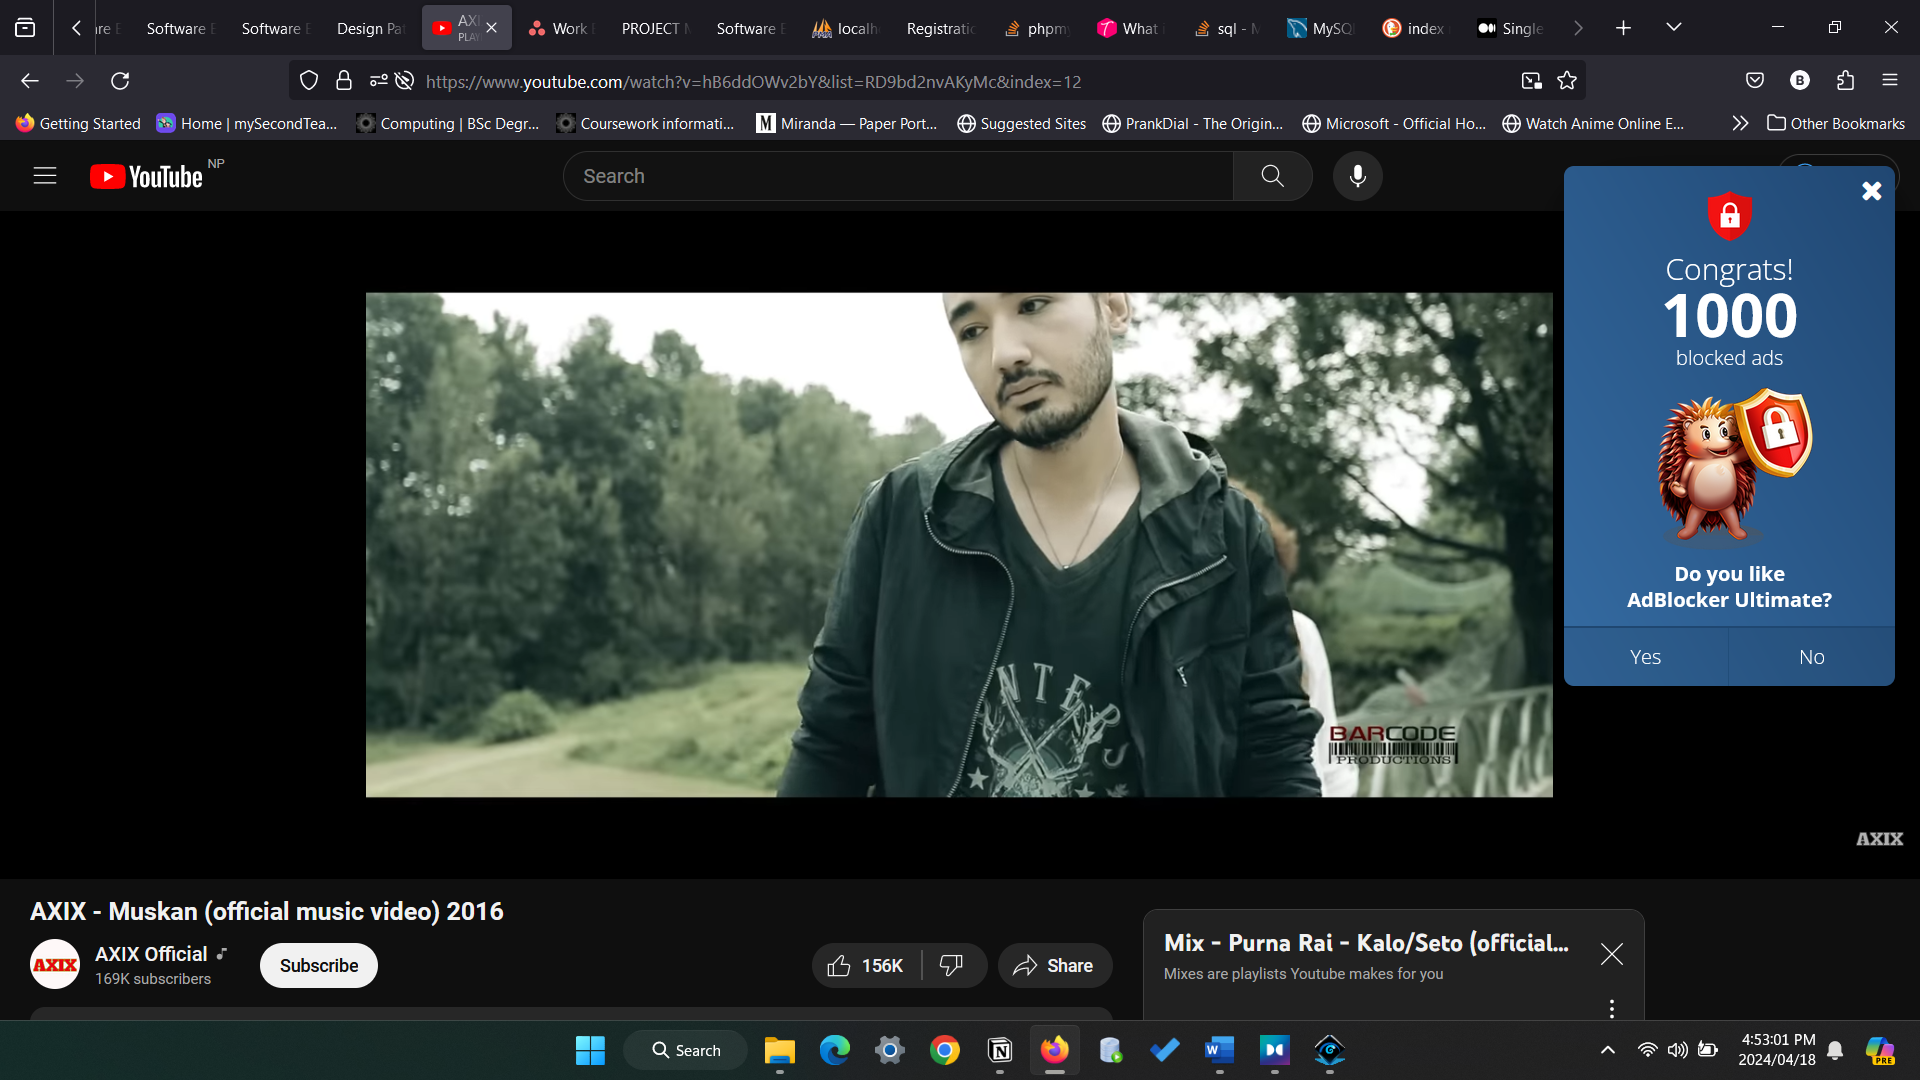 Software E
Software E
Design Pat
AXI
PLAY
Work
PROJECT M
Software E
localh
Registratio
phpmy
What i
sql - M
MySQL
index
Single
https://www.youtube.com/watch?v=hB6ddOWv2bY&list=RD9bd2nvAKyMc&index=12
B
Getting Started
Home | mySecondTea...
Computing | BSc Degr...
Coursework informati...
M
Miranda — Paper Port...
Suggested Sites
PrankDial - The Origin...
Microsoft - Official Ho...
Watch Anime Online E...
Other Bookmarks
YouTube NP
Search
Congrats!
1000
blocked ads
Do you like
AdBlocker Ultimate?
Yes
No
BARCODE
PRODUCTIONS
AXIX
AXIX - Muskan (official music video) 2016
AXIX
AXIX Official
169K subscribers
Subscribe
156K
Share
Mix - Purna Rai - Kalo/Seto (official...
Mixes are playlists Youtube makes for you
Search
4:53:01 PM
2024/04/18
PRE